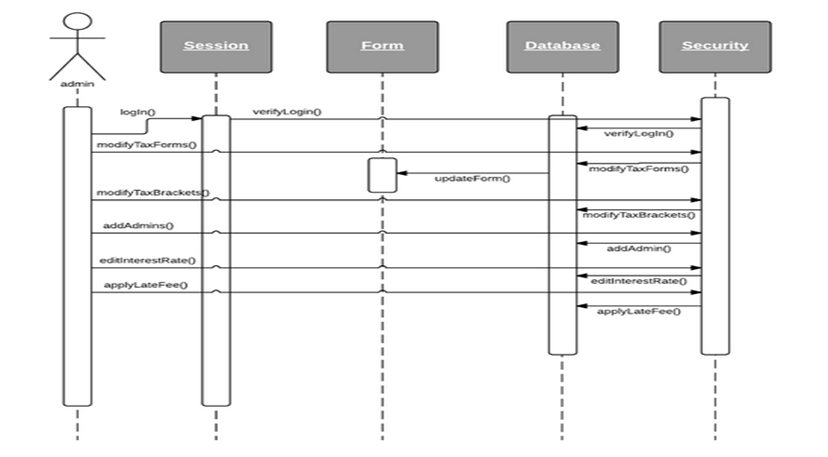 Session
Form
Database
Security
admin
logIn()
verifyLogin()
verifyLogIn()
modifyTaxForms()
modifyTaxForms()
updateForm()
modifyTaxBrackets()
modifyTaxBrackets()
addAdmins()
addAdmin()
editInterestRate()
editInterestRate()
applyLateFee()
applyLateFee()